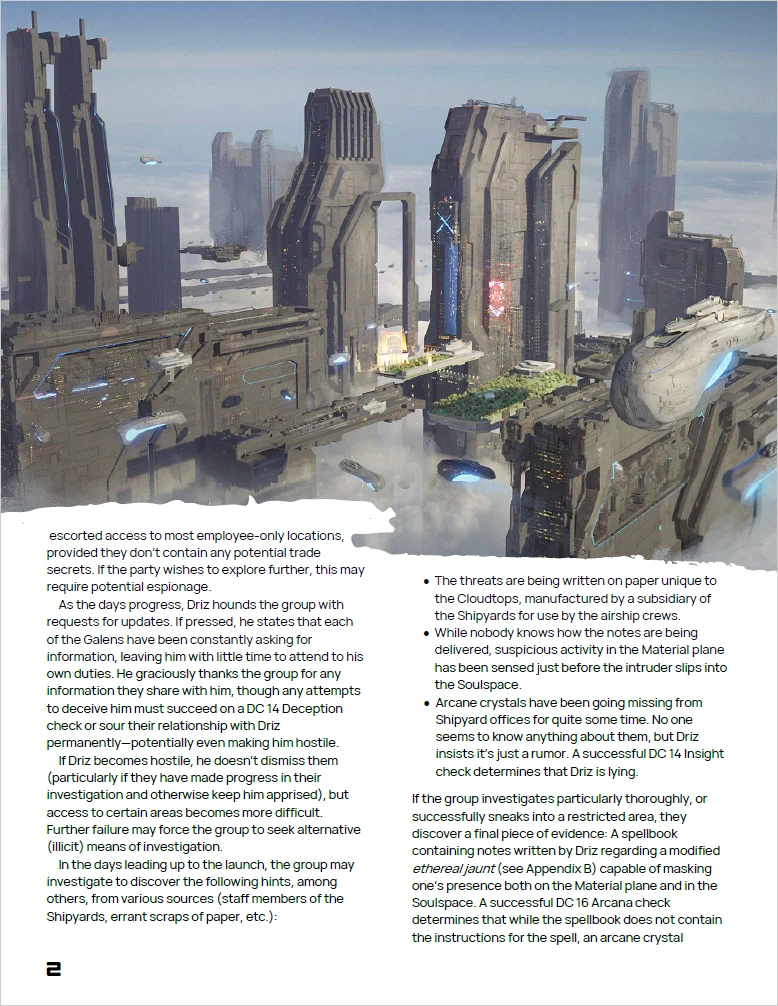 escorted access to most employee-only locations,
provided they don't contain any potential trade
secrets. If the party wishes to explore further, this may
require potential espionage.
As the days progress, Driz hounds the group with
requests for updates. If pressed, he states that each
of the Galens have been constantly asking for
information, leaving him with little time to attend to his
own duties. He graciously thanks the group for any
information they share with him, though any attempts
to deceive him must succeed on a DC 14 Deception
check or sour their relationship with Driz
permanently—potentially even making him hostile.
If Driz becomes hostile, he doesn't dismiss them
(particularly if they have made progress in their
investigation and otherwise keep him apprised), but
access to certain areas becomes more difficult.
Further failure may force the group to seek alternative
(illicit) means of investigation.
In the days leading up to the launch, the group may
investigate to discover the following hints, among
others, from various sources (staff members of the
Shipyards, errant scraps of paper, etc.):
• The threats are being written on paper unique to
the Cloudtops, manufactured by a subsidiary of
the Shipyards for use by the airship crews.
• While nobody knows how the notes are being
delivered, suspicious activity in the Material plane
has been sensed just before the intruder slips into
the Soulspace.
• Arcane crystals have been going missing from
Shipyard offices for quite some time. No one
seems to know anything about them, but Driz
insists it's just a rumor. A successful DC 14 Insight
check determines that Driz is lying.
If the group investigates particularly thoroughly, or
successfully sneaks into a restricted area, they
discover a final piece of evidence: A spellbook
containing notes written by Driz regarding a modified
ethereal jaunt (see Appendix B) capable of masking
one's presence both on the Material plane and in the
Soulspace. A successful DC 16 Arcana check
determines that while the spellbook does not contain
the instructions for the spell, an arcane crystal
2